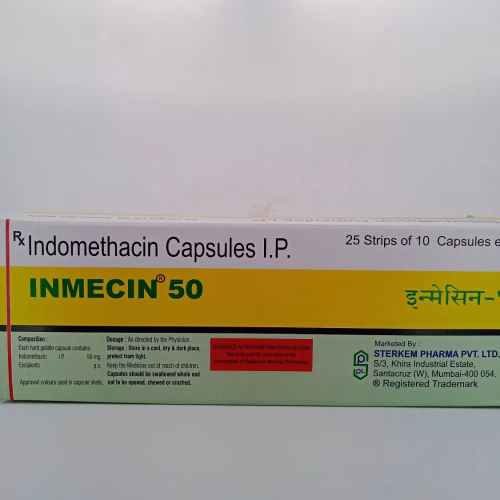 Rx Indomethacin Capsules I.P.
25 Strips of 10 Capsules e
INMECIN® 50
इन्मेसिन-
Composition :
Each hard gelatin capsule contains:
Indomethacin I.P. 50 mg.
Excipients q.s.
Approved colours used in capsule shells.
Dosage : As directed by the Physician.
Storage : Store in a cool, dry & dark place,
protect from light.
Keep the Medicine out of reach of children.
Capsules should be swallowed whole and
not to be opened, chewed or crushed.
Marketed By :
STERKEM PHARMA PVT. LTD.
S/3, Khira Industrial Estate,
Santacruz (W), Mumbai-400 054.
® Registered Trademark